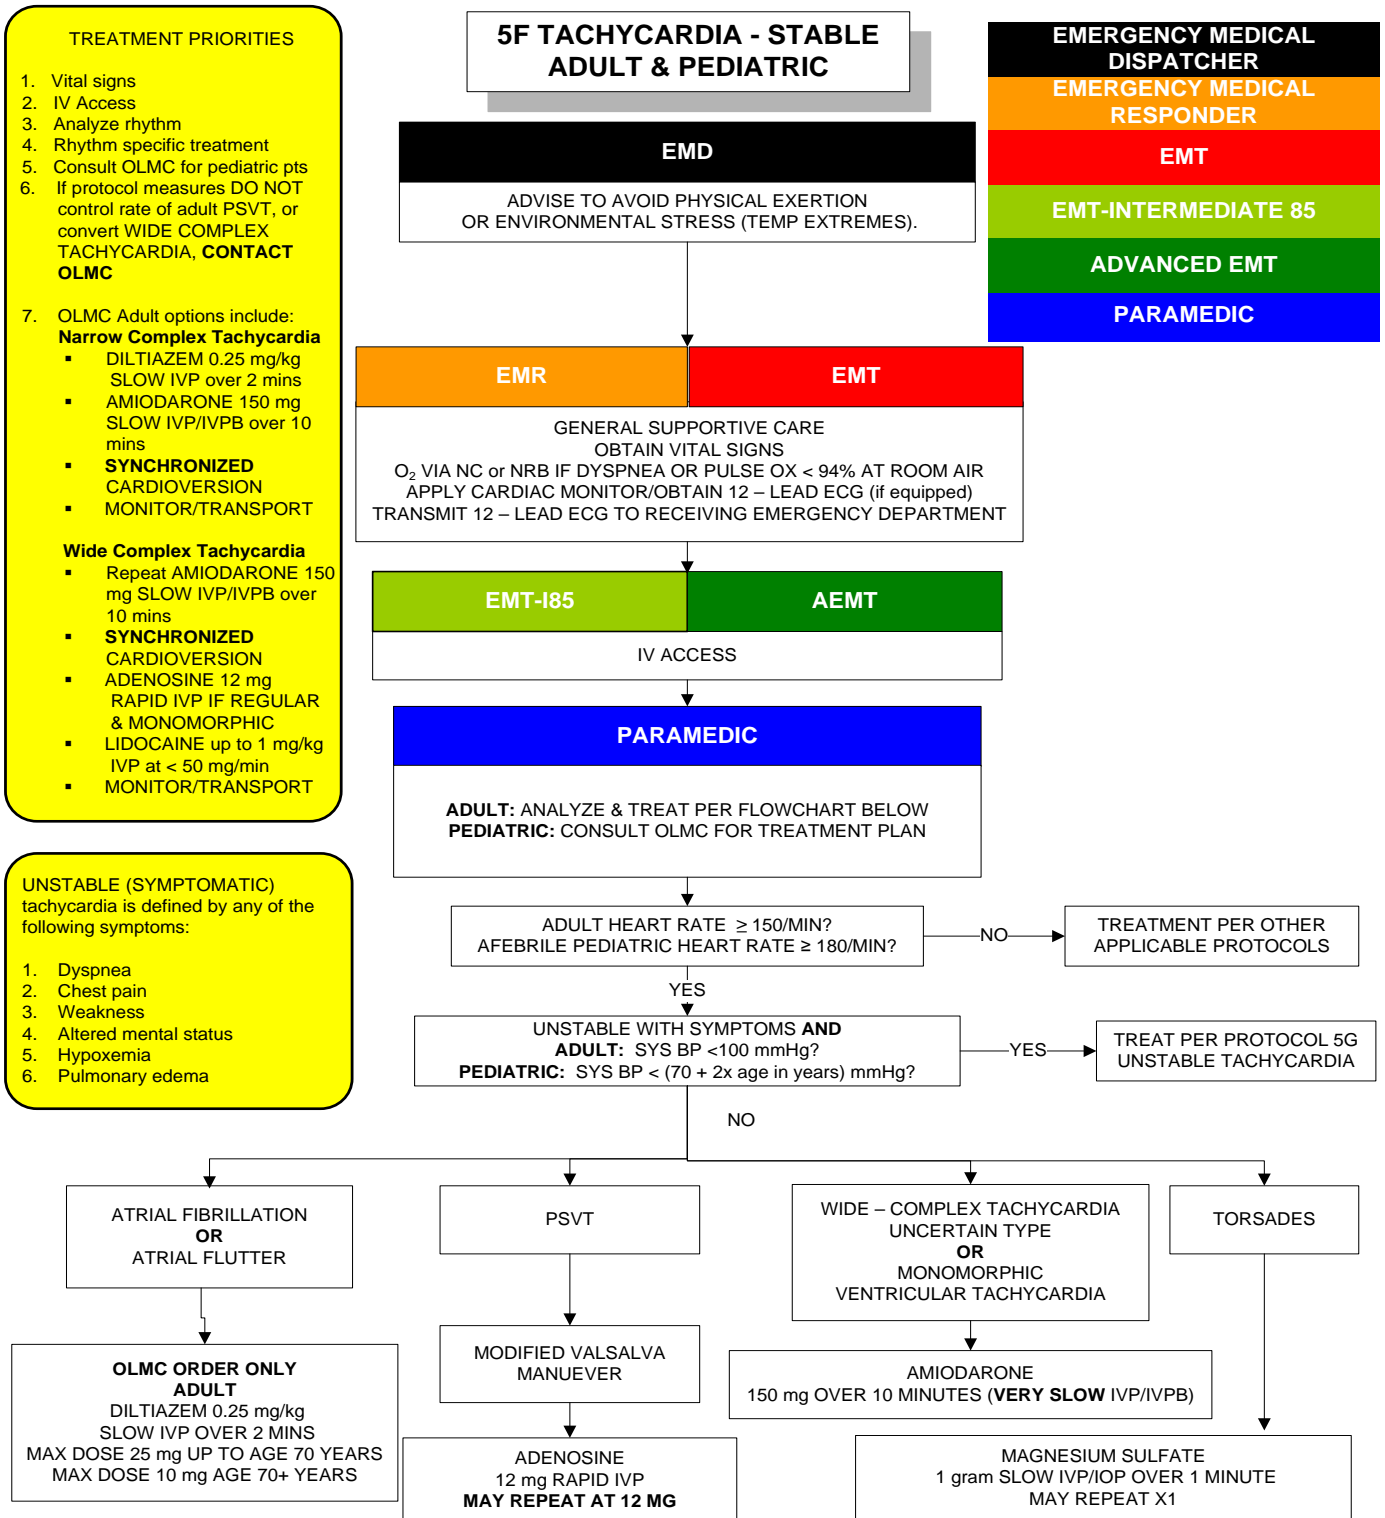 TREATMENT PRIORITIES
1. Vital signs
2. IV Access
3. Analyze rhythm
4. Rhythm specific treatment
5. Consult OLMC for pediatric pts
6. If protocol measures DO NOT
control rate of adult PSVT, or
convert WIDE COMPLEX
TACHYCARDIA, CONTACT
OLMC
7. OLMC Adult options include:
Narrow Complex Tachycardia
▪ DILTIAZEM 0.25 mg/kg
SLOW IVP over 2 mins
▪ AMIODARONE 150 mg
SLOW IVP/IVPB over 10
mins
▪ SYNCHRONIZED
CARDIOVERSION
▪ MONITOR/TRANSPORT
Wide Complex Tachycardia
▪ Repeat AMIODARONE 150
mg SLOW IVP/IVPB over
10 mins
▪ SYNCHRONIZED
CARDIOVERSION
▪ ADENOSINE 12 mg
RAPID IVP IF REGULAR
& MONOMORPHIC
▪ LIDOCAINE up to 1 mg/kg
IVP at < 50 mg/min
▪ MONITOR/TRANSPORT
UNSTABLE (SYMPTOMATIC)
tachycardia is defined by any of the
following symptoms:
1. Dyspnea
2. Chest pain
3. Weakness
4. Altered mental status
5. Hypoxemia
6. Pulmonary edema
5F TACHYCARDIA - STABLE
ADULT & PEDIATRIC
EMERGENCY MEDICAL
DISPATCHER
EMERGENCY MEDICAL
RESPONDER
EMT
EMT-INTERMEDIATE 85
ADVANCED EMT
PARAMEDIC
EMD
ADVISE TO AVOID PHYSICAL EXERTION
OR ENVIRONMENTAL STRESS (TEMP EXTREMES).
EMR
EMT
GENERAL SUPPORTIVE CARE
OBTAIN VITAL SIGNS
O₂ VIA NC or NRB IF DYSPNEA OR PULSE OX < 94% AT ROOM AIR
APPLY CARDIAC MONITOR/OBTAIN 12 – LEAD ECG (if equipped)
TRANSMIT 12 – LEAD ECG TO RECEIVING EMERGENCY DEPARTMENT
EMT-I85
AEMT
IV ACCESS
PARAMEDIC
ADULT: ANALYZE & TREAT PER FLOWCHART BELOW
PEDIATRIC: CONSULT OLMC FOR TREATMENT PLAN
ADULT HEART RATE ≥ 150/MIN?
AFEBRILE PEDIATRIC HEART RATE ≥ 180/MIN?
NO
TREATMENT PER OTHER
APPLICABLE PROTOCOLS
YES
UNSTABLE WITH SYMPTOMS AND
ADULT: SYS BP <100 mmHg?
PEDIATRIC: SYS BP < (70 + 2x age in years) mmHg?
YES
TREAT PER PROTOCOL 5G
UNSTABLE TACHYCARDIA
NO
ATRIAL FIBRILLATION
OR
ATRIAL FLUTTER
OLMC ORDER ONLY
ADULT
DILTIAZEM 0.25 mg/kg
SLOW IVP OVER 2 MINS
MAX DOSE 25 mg UP TO AGE 70 YEARS
MAX DOSE 10 mg AGE 70+ YEARS
PSVT
MODIFIED VALSALVA
MANUEVER
ADENOSINE
12 mg RAPID IVP
MAY REPEAT AT 12 MG
WIDE – COMPLEX TACHYCARDIA
UNCERTAIN TYPE
OR
MONOMORPHIC
VENTRICULAR TACHYCARDIA
AMIODARONE
150 mg OVER 10 MINUTES (VERY SLOW IVP/IVPB)
TORSADES
MAGNESIUM SULFATE
1 gram SLOW IVP/IOP OVER 1 MINUTE
MAY REPEAT X1